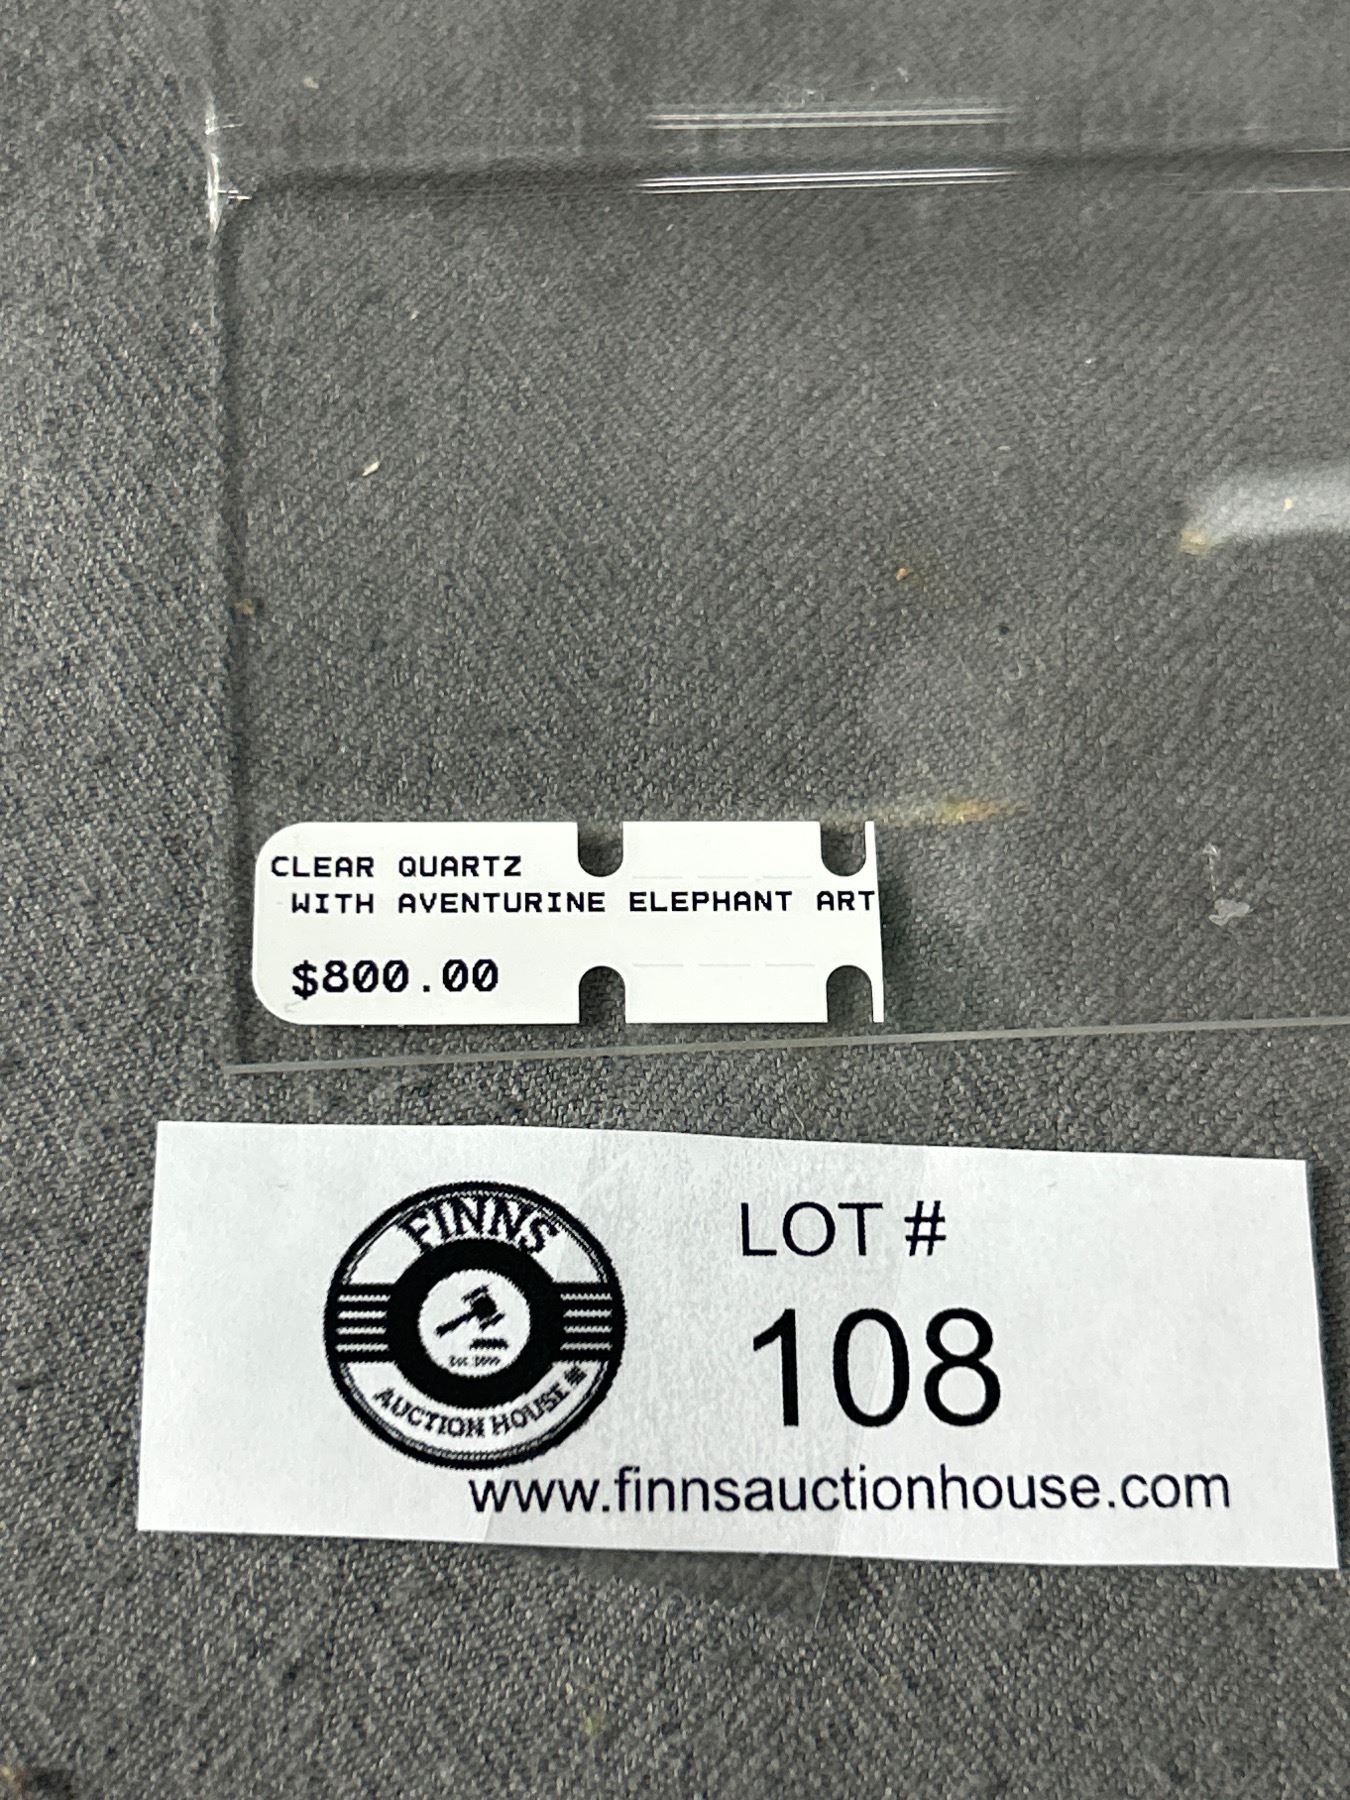 CLEAR QUARTZ
WITH AVENTURINE ELEPHANT ART
$800.00
FINNS
AUCTION HOUSE
LOT #
108
www.finnsauctionhouse.com